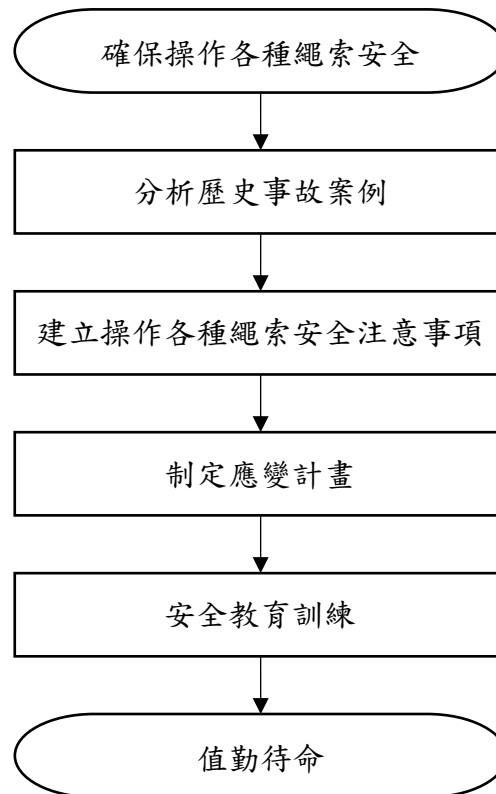 確保操作各種繩索安全
分析歷史事故案例
建立操作各種繩索安全注意事項
制定應變計畫
安全教育訓練
值勤待命